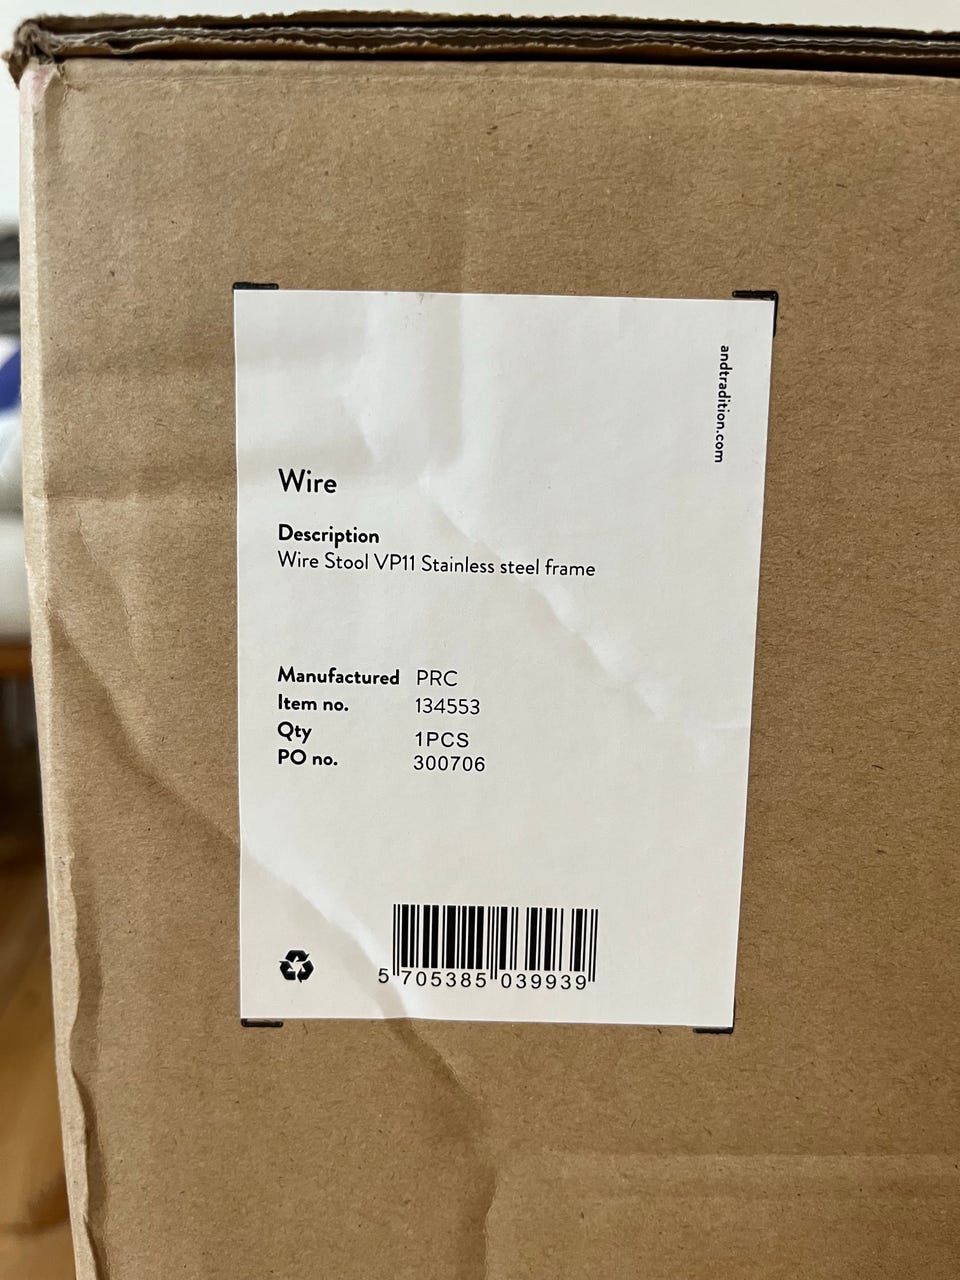 andtradition.com
Wire
Description
Wire Stool VP11 Stainless steel frame
Manufactured PRC
Item no. 134553
Qty 1PCS
PO no. 300706
5 705385 039939